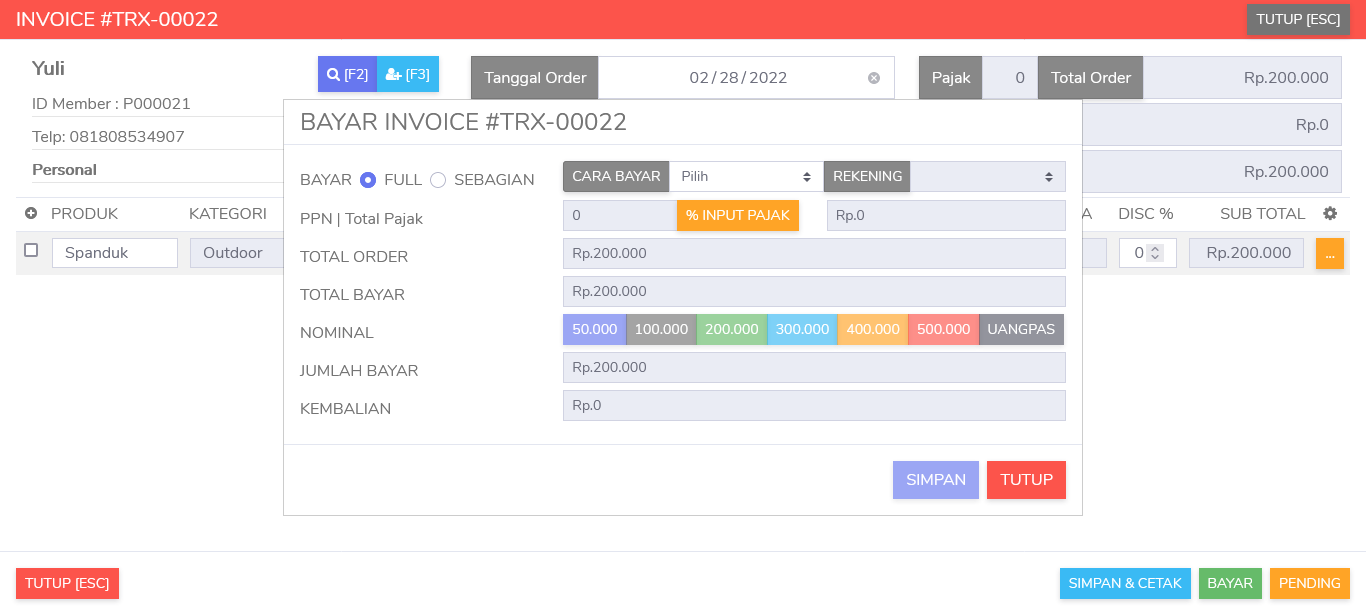 INVOICE #TRX-00022 TUTUP [ESC]
Yuli [F2] [F3] Tanggal Order 02 / 28 / 2022 Pajak 0 Total Order Rp.200.000
ID Member : P000021 Rp.0
Telp: 081808534907
Personal Rp.200.000
PRODUK KATEGORI A DISC % SUB TOTAL
Spanduk Outdoor 0 Rp.200.000 ...
BAYAR INVOICE #TRX-00022
BAYAR FULL SEBAGIAN CARA BAYAR Pilih REKENING
PPN | Total Pajak 0 % INPUT PAJAK Rp.0
TOTAL ORDER Rp.200.000
TOTAL BAYAR Rp.200.000
NOMINAL 50.000 100.000 200.000 300.000 400.000 500.000 UANGPAS
JUMLAH BAYAR Rp.200.000
KEMBALIAN Rp.0
SIMPAN TUTUP
TUTUP [ESC] SIMPAN & CETAK BAYAR PENDING